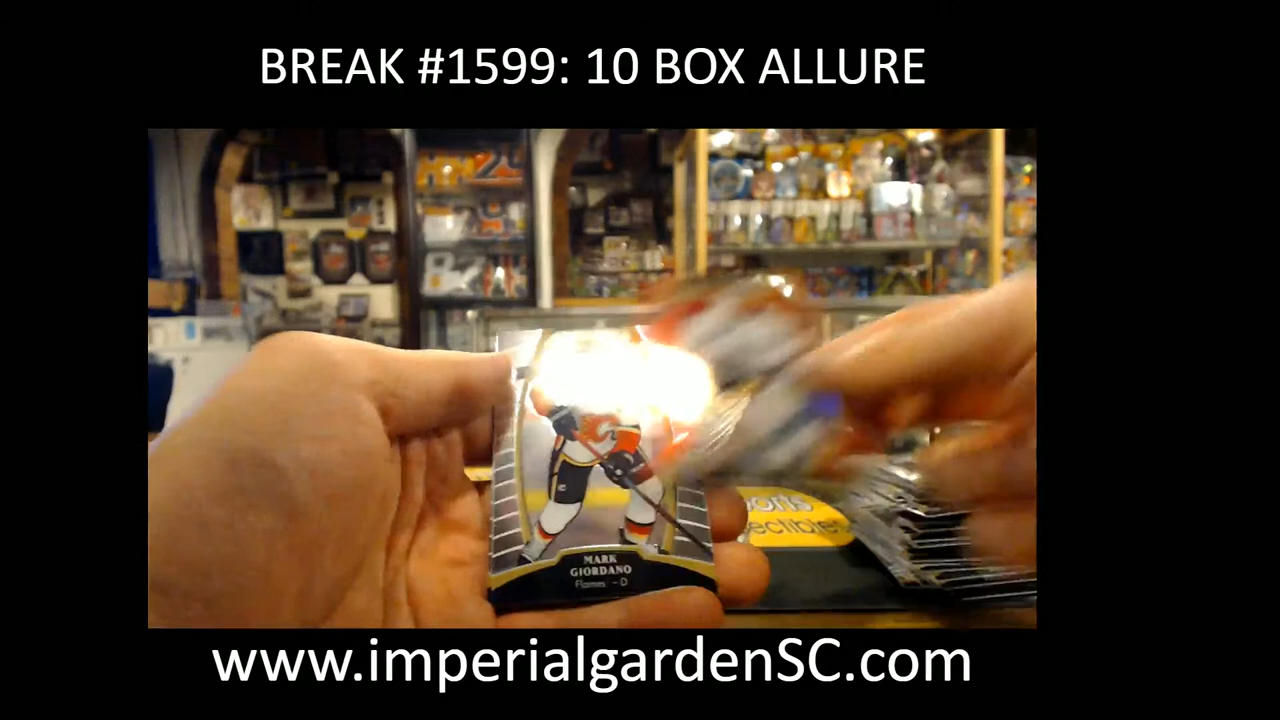 BREAK #1599: 10 BOX ALLURE
MARK
GIORDANO
Flames - D
www.imperialgardenSC.com